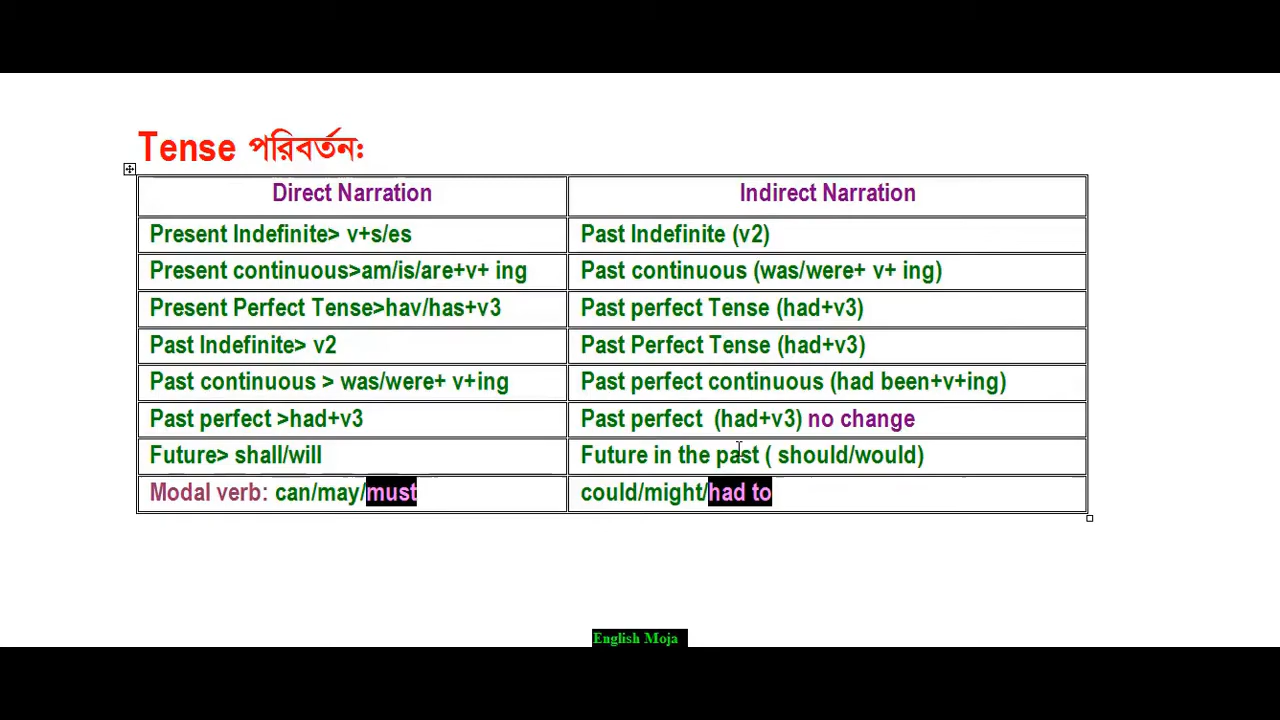 Tense পরিবর্তন:
Direct Narration Indirect Narration
Present Indefinite> v+s/es Past Indefinite (v2)
Present continuous>am/is/are+v+ ing Past continuous (was/were+ v+ ing)
Present Perfect Tense>hav/has+v3 Past perfect Tense (had+v3)
Past Indefinite> v2 Past Perfect Tense (had+v3)
Past continuous > was/were+ v+ing Past perfect continuous (had been+v+ing)
Past perfect >had+v3 Past perfect (had+v3) no change
Future> shall/will Future in the past ( should/would)
Modal verb: can/may/must could/might/had to
English Moja